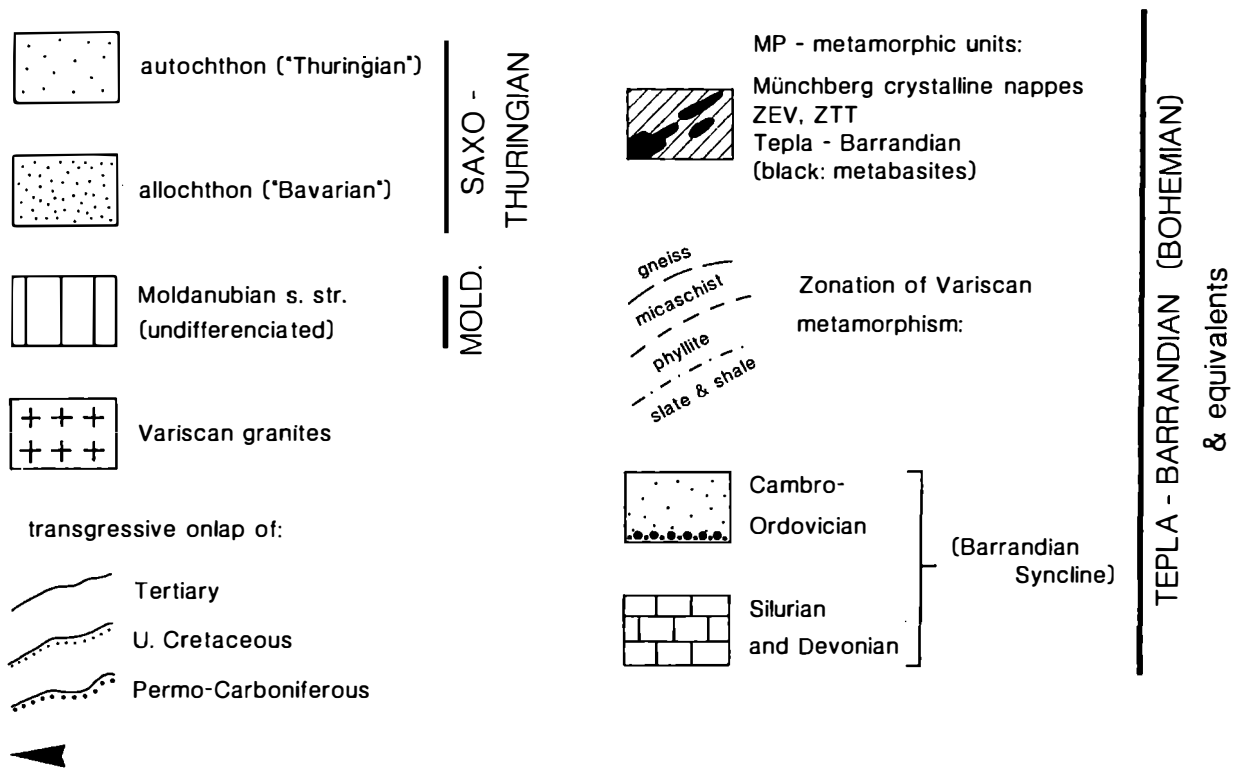 autochthon ("Thuringian")
allochthon ("Bavarian")
SAXO -
THURINGIAN
Moldanubian s. str.
(undifferenciated)
MOLD.
Variscan granites
transgressive onlap of:
Tertiary
U. Cretaceous
Permo-Carboniferous
MP - metamorphic units:
Münchberg crystalline nappes
ZEV, ZTT
Tepla - Barrandian
(black: metabasites)
gneiss
micaschist
phyllite
slate & shale
Zonation of Variscan
metamorphism:
Cambro-
Ordovician
Silurian
and Devonian
(Barrandian
Syncline)
TEPLA - BARRANDIAN (BOHEMIAN)
& equivalents